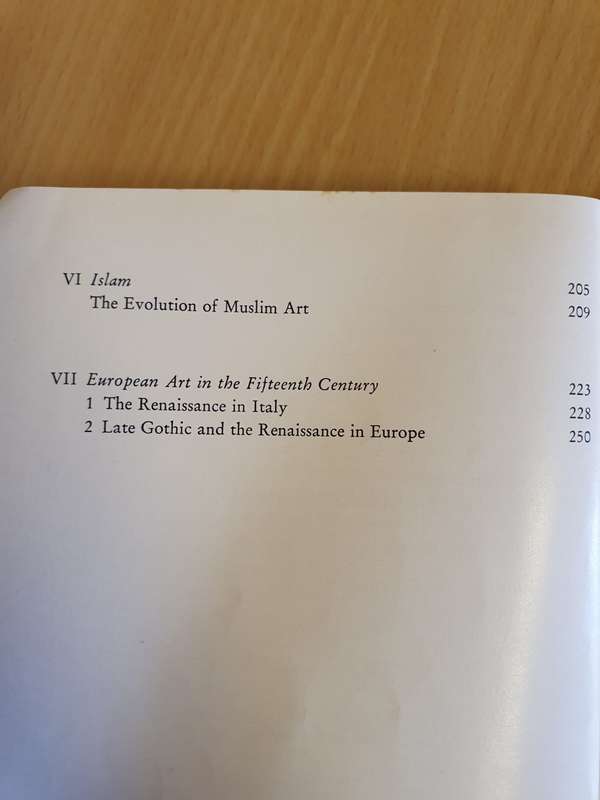 VI Islam 205
The Evolution of Muslim Art 209
VII European Art in the Fifteenth Century 223
1 The Renaissance in Italy 228
2 Late Gothic and the Renaissance in Europe 250